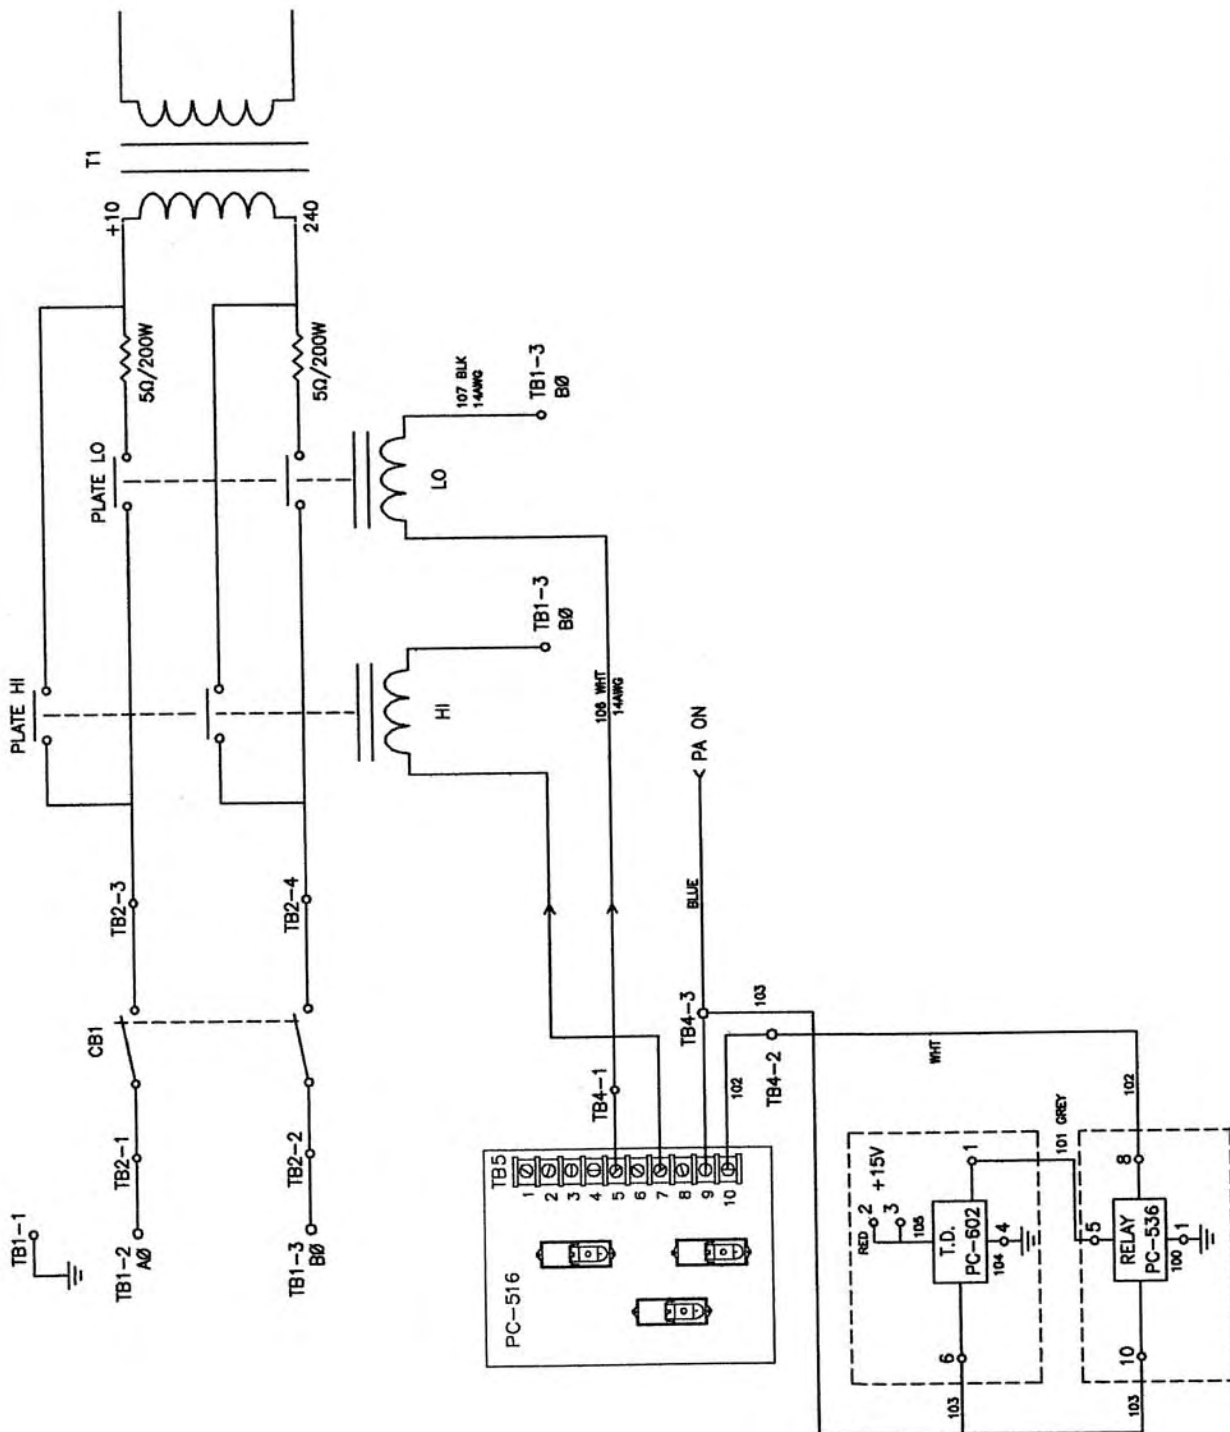 T1
+10
240
PLATE LO
5Ω/200W
5Ω/200W
107 BLK
14AWG
TB1-3
BØ
LO
PLATE HI
TB1-3
BØ
HI
106 WHT
14AWG
PA ON
BLUE
TB2-3
TB2-4
CB1
TB4-3
103
TB4-1
102
TB4-2
WHT
102
TB2-1
TB2-2
TB1-1
TB1-2
AØ
TB1-3
BØ
TB5
1
2
3
4
5
6
7
8
9
10
PC-516
+15V
RED
2
3
105
T.D.
PC-602
1
104
4
6
103
101 GREY
5
8
RELAY
PC-536
100
1
10
103